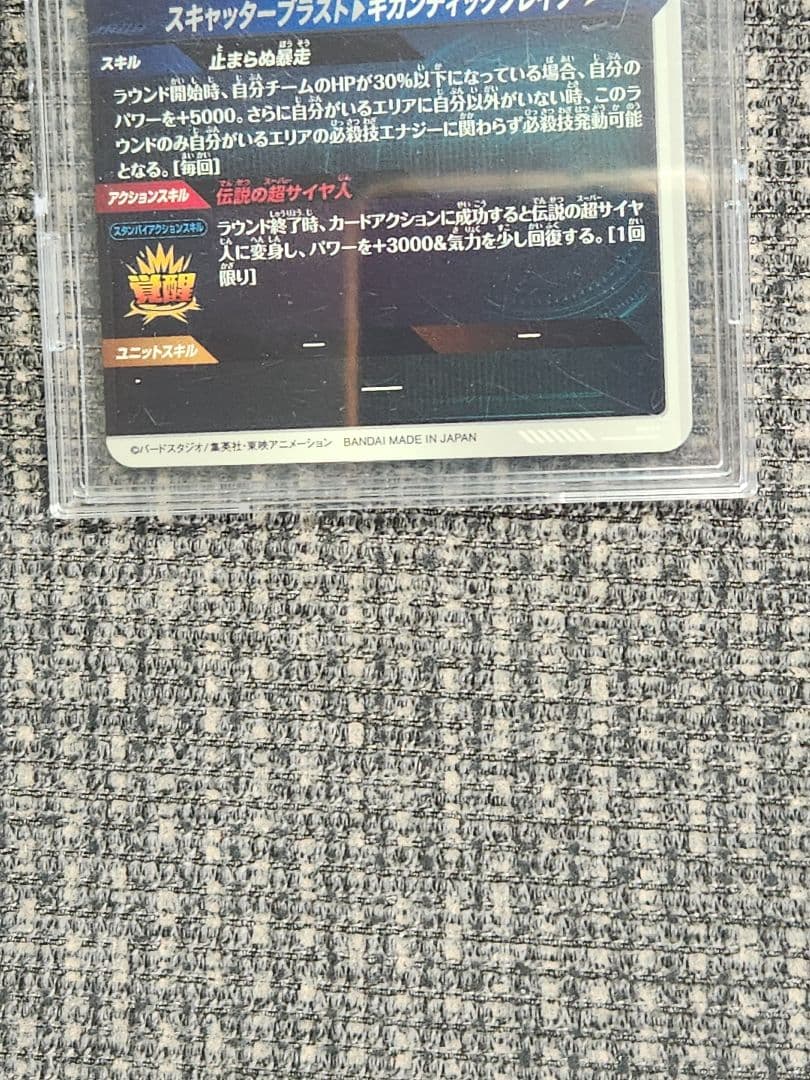 スキャッターブラスト▶ギガンティックブレイク
スキル 止まらぬ暴走
ラウンド開始時、自分チームのHPが30%以下になっている場合、自分の
パワーを+5000。さらに自分がいるエリアに自分以外がいない時、このラ
ウンドのみ自分がいるエリアの必殺技エナジーに関わらず必殺技発動可能
となる。[毎回]
アクションスキル 伝説の超サイヤ人
スタンバイアクションスキル
ラウンド終了時、カードアクションに成功すると伝説の超サイヤ
人に変身し、パワーを+3000&気力を少し回復する。[1回
限り]
覚醒
ユニットスキル ー ー
ー
©バードスタジオ/集英社・東映アニメーション BANDAI MADE IN JAPAN